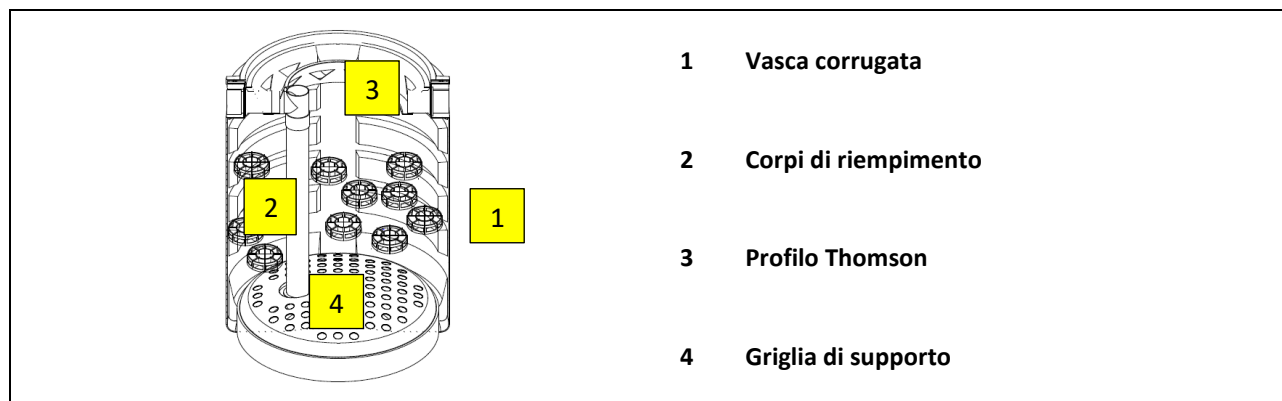 1 Vasca corrugata
3
2 Corpi di riempimento
2
1
3 Profilo Thomson
4
4 Griglia di supporto